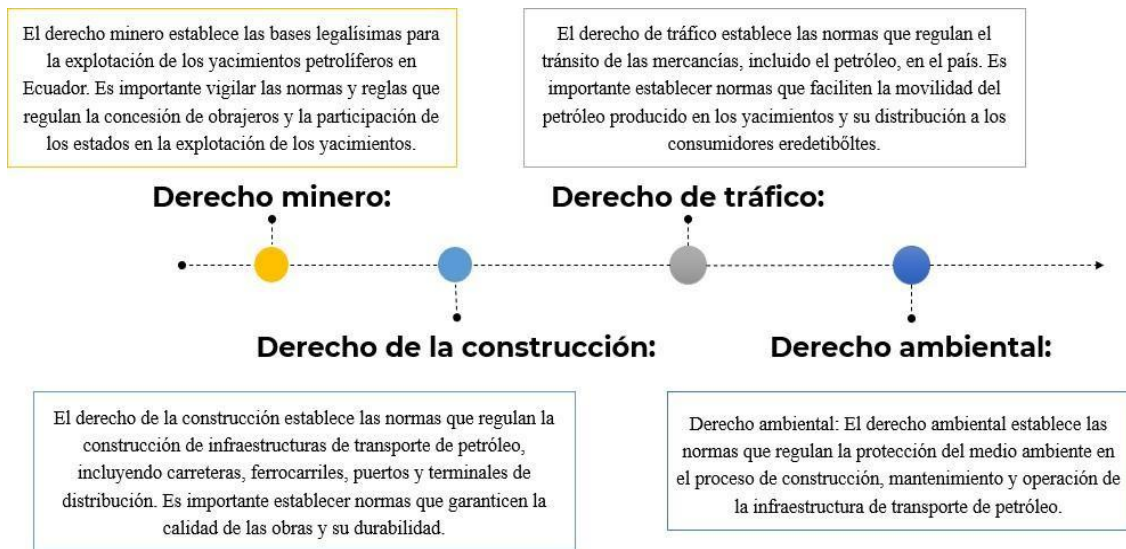 El derecho minero establece las bases legalísimas para
la explotación de los yacimientos petrolíferos en
Ecuador. Es importante vigilar las normas y reglas que
regulan la concesión de obrajeros y la participación de
los estados en la explotación de los yacimientos.
Derecho minero:
El derecho de tráfico establece las normas que regulan el
tránsito de las mercancías, incluido el petróleo, en el país. Es
importante establecer normas que faciliten la movilidad del
petróleo producido en los yacimientos y su distribución a los
consumidores eredetibőltes.
Derecho de tráfico:
Derecho de la construcción:
El derecho de la construcción establece las normas que regulan la
construcción de infraestructuras de transporte de petróleo,
incluyendo carreteras, ferrocarriles, puertos y terminales de
distribución. Es importante establecer normas que garanticen la
calidad de las obras y su durabilidad.
Derecho ambiental:
Derecho ambiental: El derecho ambiental establece las
normas que regulan la protección del medio ambiente en
el proceso de construcción, mantenimiento y operación de
la infraestructura de transporte de petróleo.